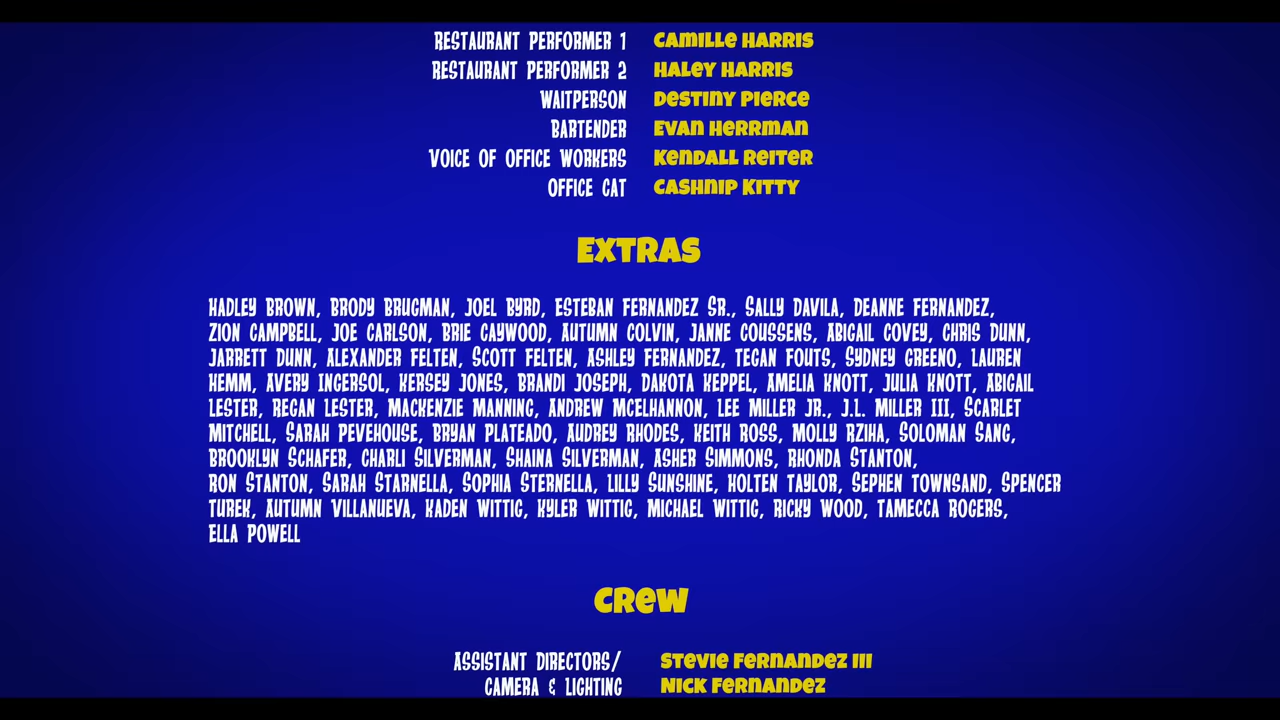 RESTAURANT PERFORMER 1 CAMILLE HARRIS
RESTAURANT PERFORMER 2 HALEY HARRIS
WAITPERSON DESTINY PIERCE
BARTENDER EVAN HERRMAN
VOICE OF OFFICE WORKERS KENDALL REITER
OFFICE CAT CASHNIP KITTY
EXTRAS
HADLEY BROWN, BRODY BRUGMAN, JOEL BYRD, ESTEBAN FERNANDEZ SR., SALLY DAVILA, DEANNE FERNANDEZ,
ZION CAMPBELL, JOE CARLSON, BRIE CAYWOOD, AUTUMN COLVIN, JANNE COUSSENS, ABIGAIL COVEY, CHRIS DUNN,
JARRETT DUNN, ALEXANDER FELTEN, SCOTT FELTEN, ASHLEY FERNANDEZ, TEGAN FOUTS, SYDNEY GREENO, LAUREN
HEMM, AVERY INGERSOL, KERSEY JONES, BRANDI JOSEPH, DAKOTA KEPPEL, AMELIA KNOTT, JULIA KNOTT, ABIGAIL
LESTER, REGAN LESTER, MACKENZIE MANNING, ANDREW MCELHANNON, LEE MILLER JR., J.L. MILLER III, SCARLET
MITCHELL, SARAH PEVEHOUSE, BRYAN PLATEADO, AUDREY RHODES, KEITH ROSS, MOLLY RZIHA, SOLOMAN SANG,
BROOKLYN SCHAFER, CHARLI SILVERMAN, SHAINA SILVERMAN, ASHER SIMMONS, RHONDA STANTON,
RON STANTON, SARAH STARNELLA, SOPHIA STERNELLA, LILLY SUNSHINE, HOLTEN TAYLOR, SEPHEN TOWNSAND, SPENCER
TUREK, AUTUMN VILLANUEVA, KADEN WITTIG, KYLER WITTIG, MICHAEL WITTIG, RICKY WOOD, TAMECCA ROGERS,
ELLA POWELL
CREW
ASSISTANT DIRECTORS/ STEVIE FERNANDEZ III
CAMERA & LIGHTING NICK FERNANDEZ